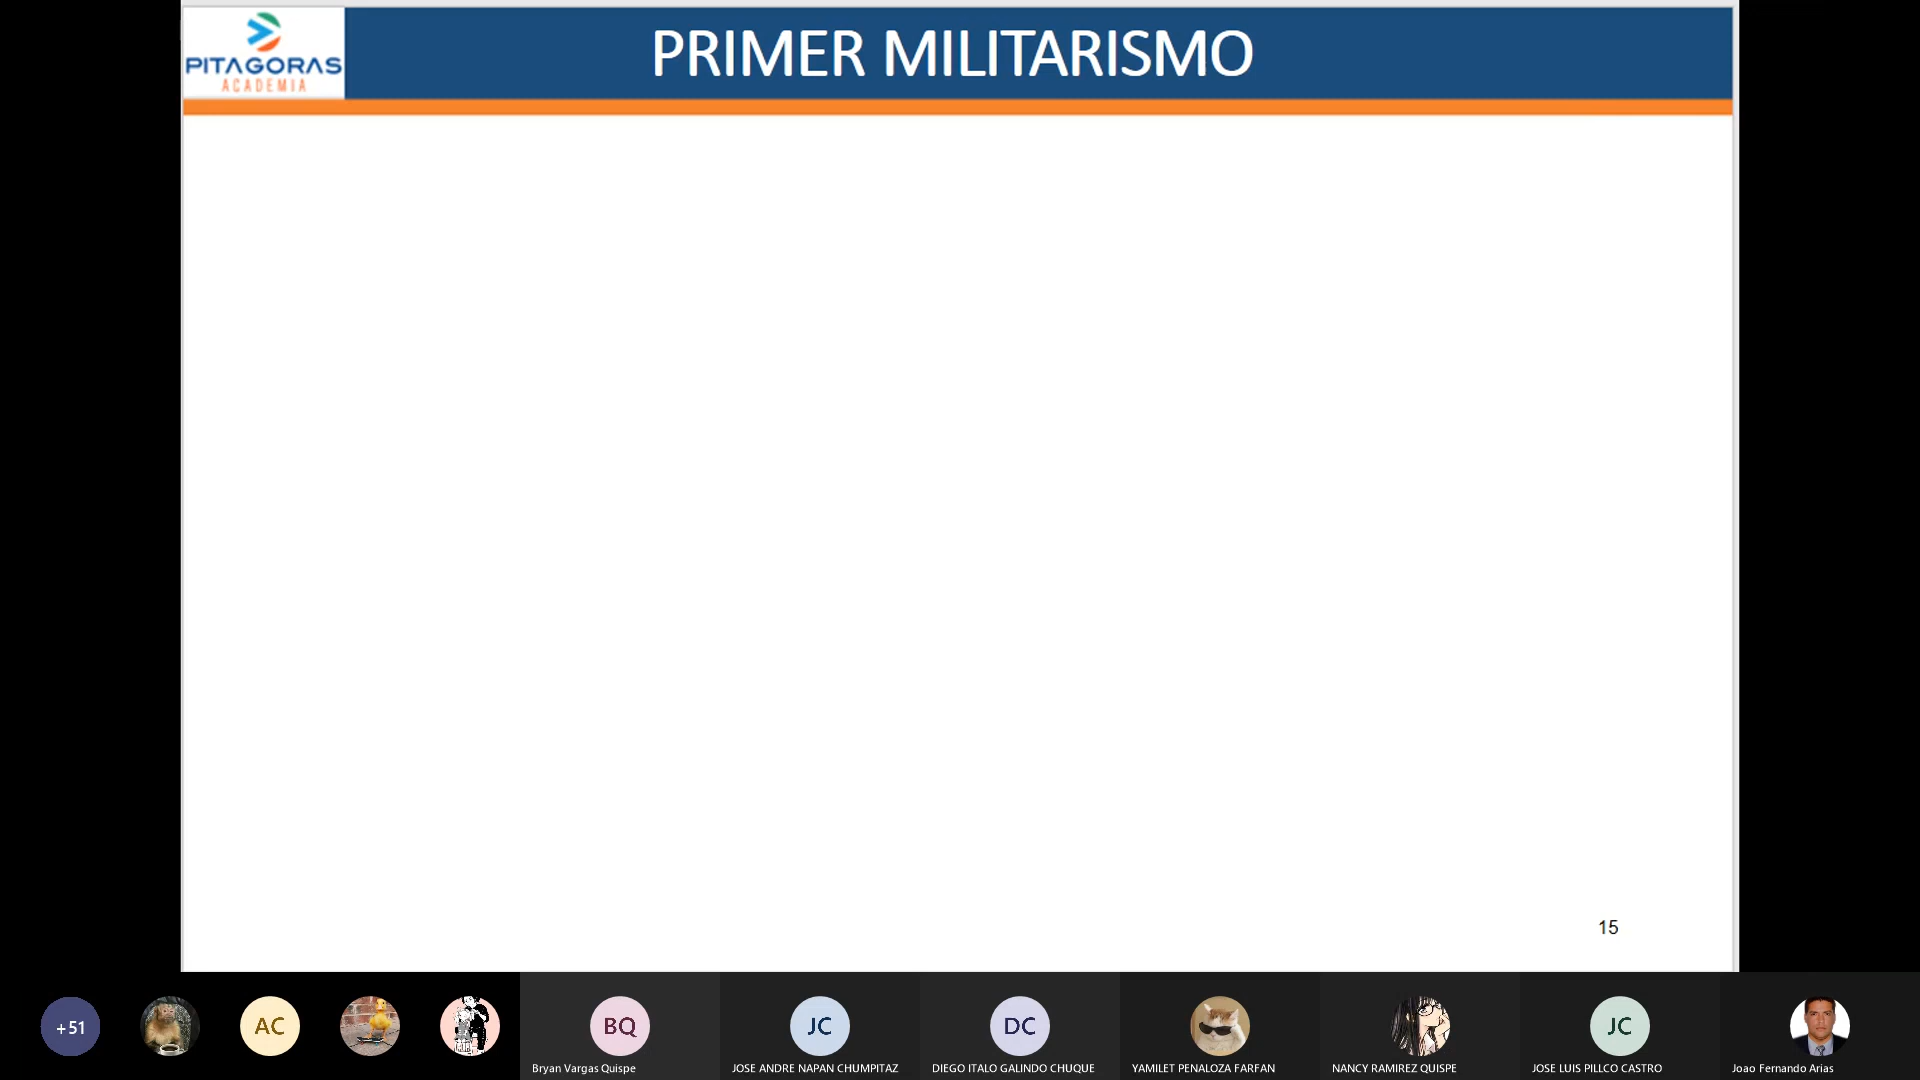 PITAGORAS
ACADEMIA
PRIMER MILITARISMO
15
+51
AC
BQ
Bryan Vargas Quispe
JC
JOSE ANDRE NAPAN CHUMPITAZ
DC
DIEGO ITALO GALINDO CHUQUE
YAMILET PENALOZA FARFAN
NANCY RAMIREZ QUISPE
JC
JOSE LUIS PILLCO CASTRO
Joao Fernando Arias